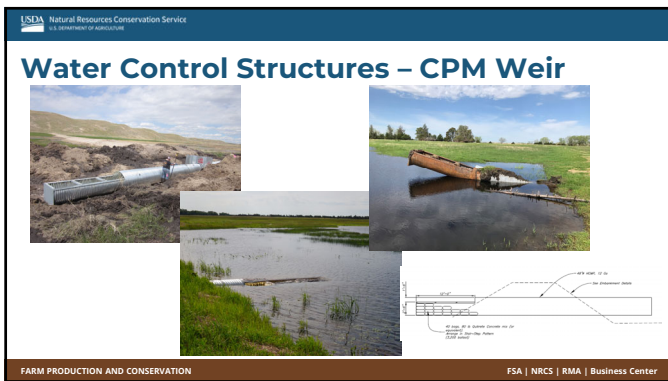 USDA Natural Resources Conservation Service
U.S. DEPARTMENT OF AGRICULTURE
Water Control Structures – CPM Weir
See Embankment Details
FARM PRODUCTION AND CONSERVATION
FSA | NRCS | RMA | Business Center